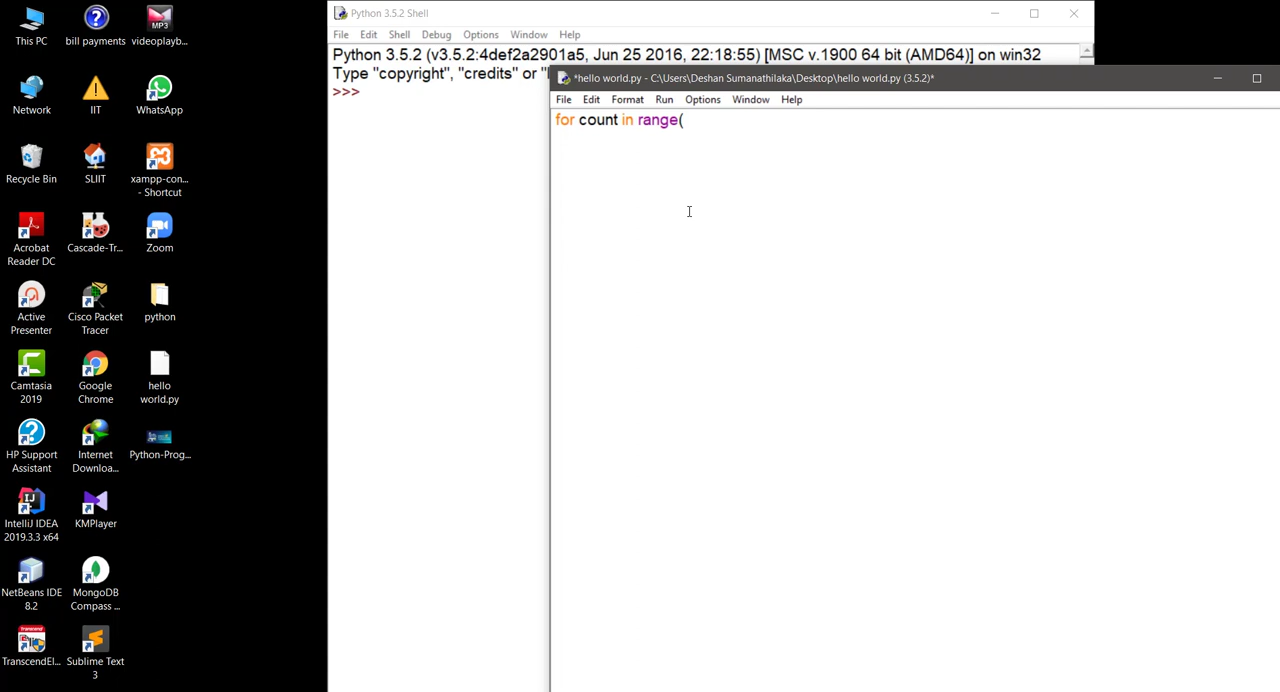 This PC
bill payments
videoplayb...
Network
IIT
WhatsApp
Recycle Bin
SLIIT
xampp-con...
- Shortcut
Acrobat
Reader DC
Cascade-Tr...
Zoom
Active
Presenter
Cisco Packet
Tracer
python
Camtasia
2019
Google
Chrome
hello
world.py
HP Support
Assistant
Internet
Downloa...
Python-Prog...
IntelliJ IDEA
2019.3.3 x64
KMPlayer
NetBeans IDE
8.2
MongoDB
Compass ...
TranscendEl...
Sublime Text
3
MP3
Python 3.5.2 Shell
File Edit Shell Debug Options Window Help
Python 3.5.2 (v3.5.2:4def2a2901a5, Jun 25 2016, 22:18:55) [MSC v.1900 64 bit (AMD64)] on win32
Type "copyright", "credits" or "
>>>
*hello world.py - C:\Users\Deshan Sumanathilaka\Desktop\hello world.py (3.5.2)*
File Edit Format Run Options Window Help
for count in range(